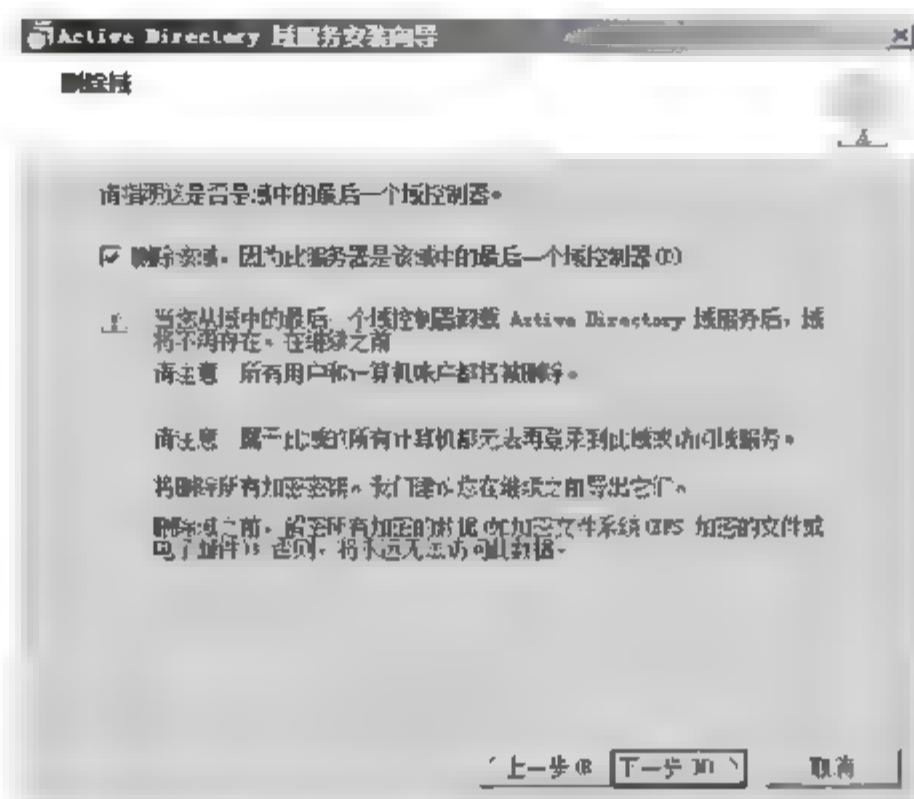 Active Directory 域服务安装向导
删除域
请指明这是否是域中的最后一个域控制器。
删除该域，因为此服务器是该域中的最后一个域控制器(D)
当您从域中的最后一个域控制器卸载 Active Directory 域服务后，域
将不再存在。在继续之前
请注意 所有用户和计算机帐户都将被删除。
请注意 属于此域的所有计算机都无法再登录到此域或访问域服务。
将删除所有加密密钥。我们建议您在继续之前导出它们。
删除域之前，解密所有加密的数据 如加密文件系统 EFS 加密的文件或
电子邮件 否则，将永远无法访问此数据。
上一步(B
下一步(N) >
取消